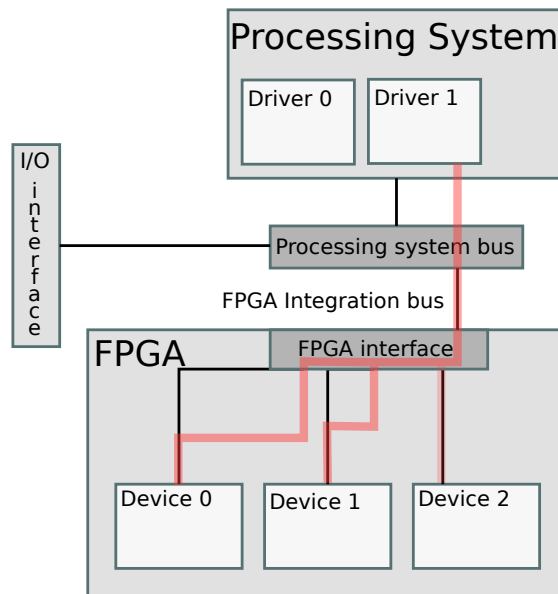 Processing System
Driver 0
Driver 1
I/O
interface
Processing system bus
FPGA Integration bus
FPGA
FPGA interface
Device 0
Device 1
Device 2